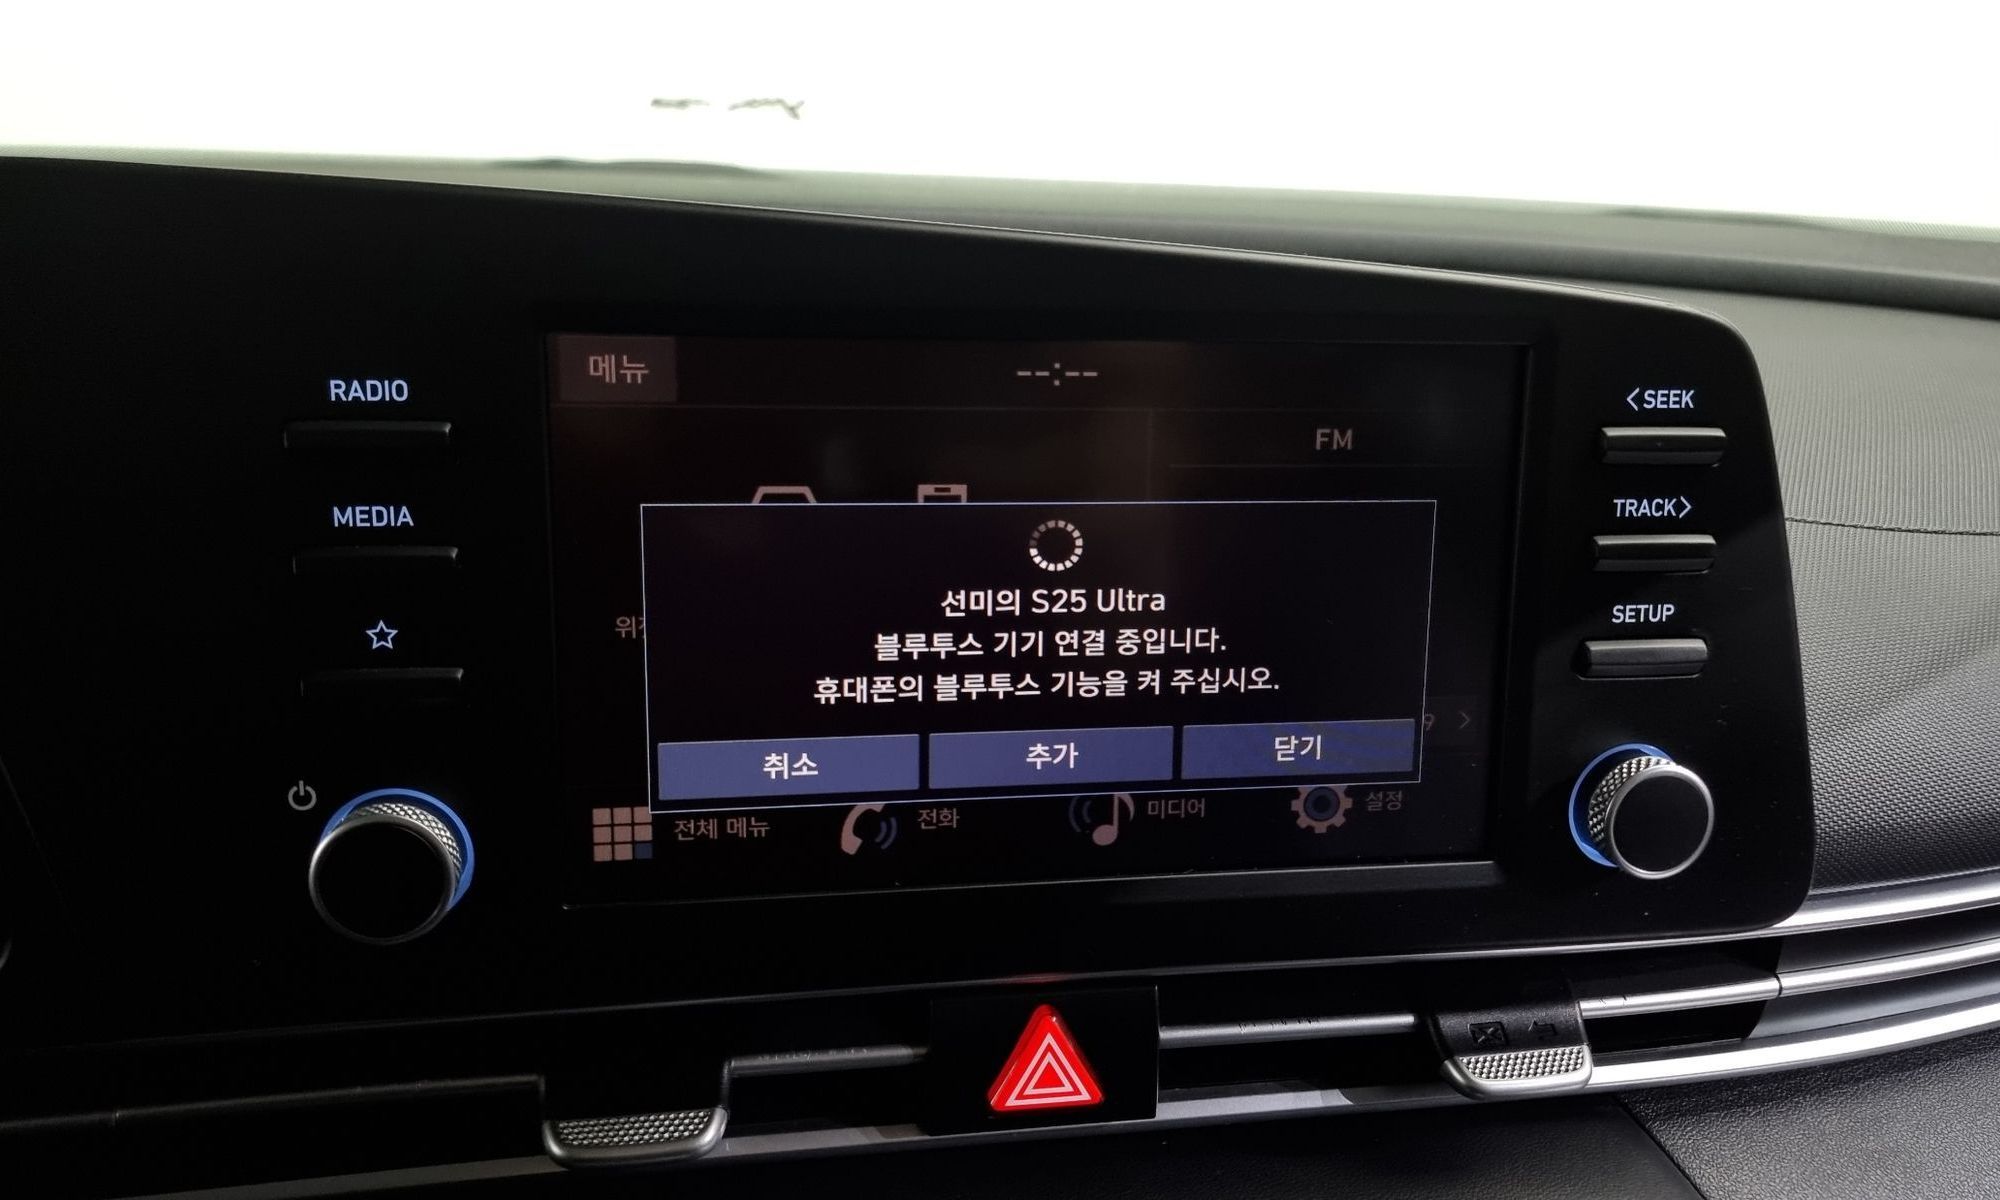 RADIO
MEDIA
메뉴
--:--
FM
선미의 S25 Ultra
블루투스 기기 연결 중입니다.
휴대폰의 블루투스 기능을 켜 주십시오.
취소
추가
닫기
전체 메뉴
전화
미디어
설정
<SEEK
TRACK>
SETUP